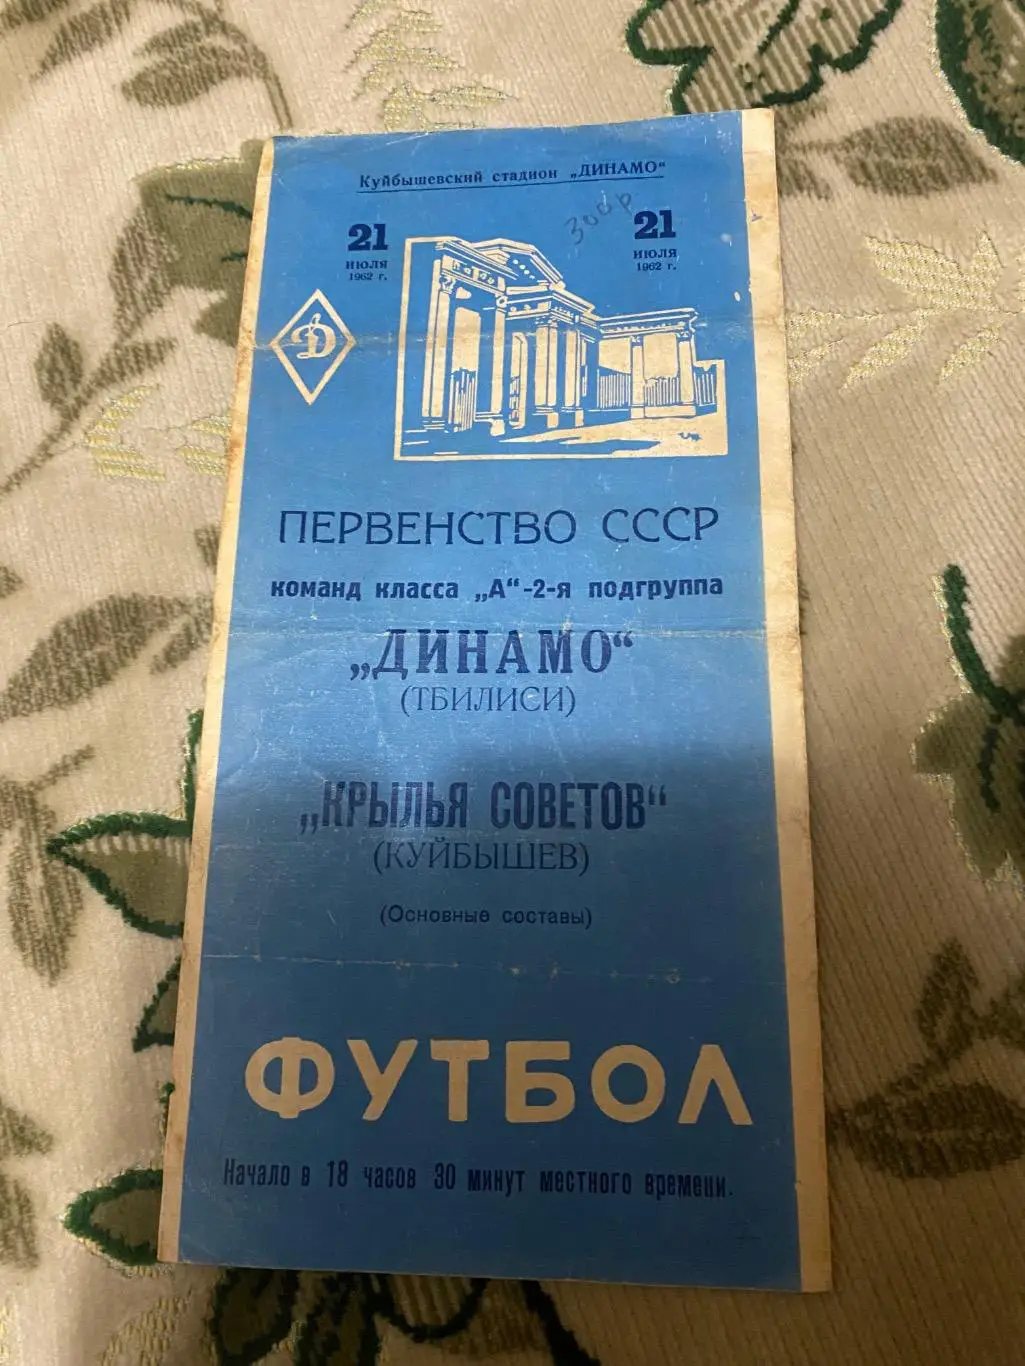 Куйбышевский стадион „ДИНАМО“
300р
21
ИЮЛЯ
1962 г.
21
ИЮЛЯ
1962 г.
Д
ПЕРВЕНСТВО СССР
команд класса „А“-2-я подгруппа
„ДИНАМО“
(ТБИЛИСИ)
„КРЫЛЬЯ СОВЕТОВ“
(КУЙБЫШЕВ)
(Основные составы)
ФУТБОЛ
Начало в 18 часов 30 минут местного времени.